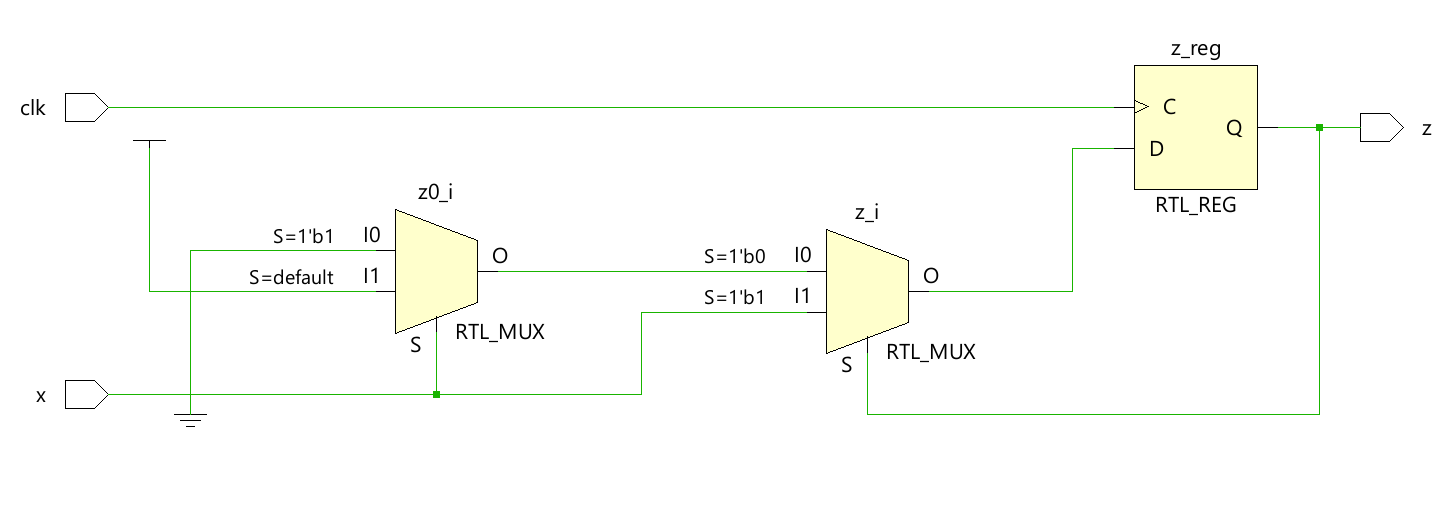 z_reg
clk
C
Q
z
D
z0_i
RTL_REG
z_i
S=1'b1
I0
O
S=1'b0
I0
S=default
I1
O
S=1'b1
I1
RTL_MUX
S
RTL_MUX
S
x